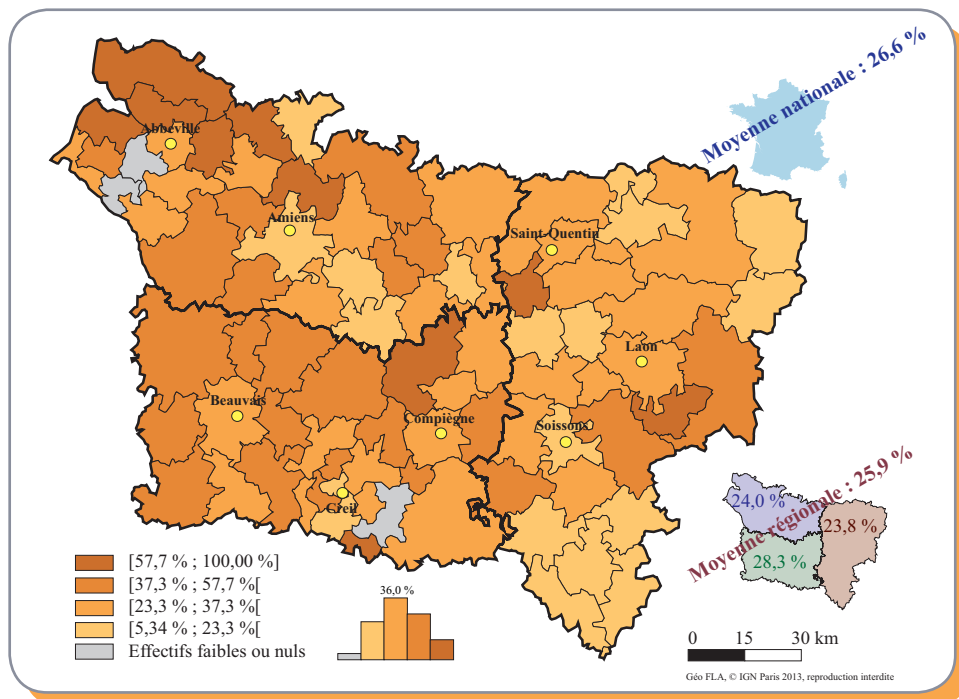 Moyenne nationale : 26,6 %
Abbeville
Amiens
Saint-Quentin
Laon
Beauvais
Compiègne
Soissons
Creil
Moyenne régionale : 25,9 %
24,0 %
23,8 %
28,3 %
[57,7 % ; 100,00 %]
[37,3 % ; 57,7 %[
[23,3 % ; 37,3 %[
[5,34 % ; 23,3 %[
Effectifs faibles ou nuls
36,0 %
0 15 30 km
Géo FLA, © IGN Paris 2013, reproduction interdite